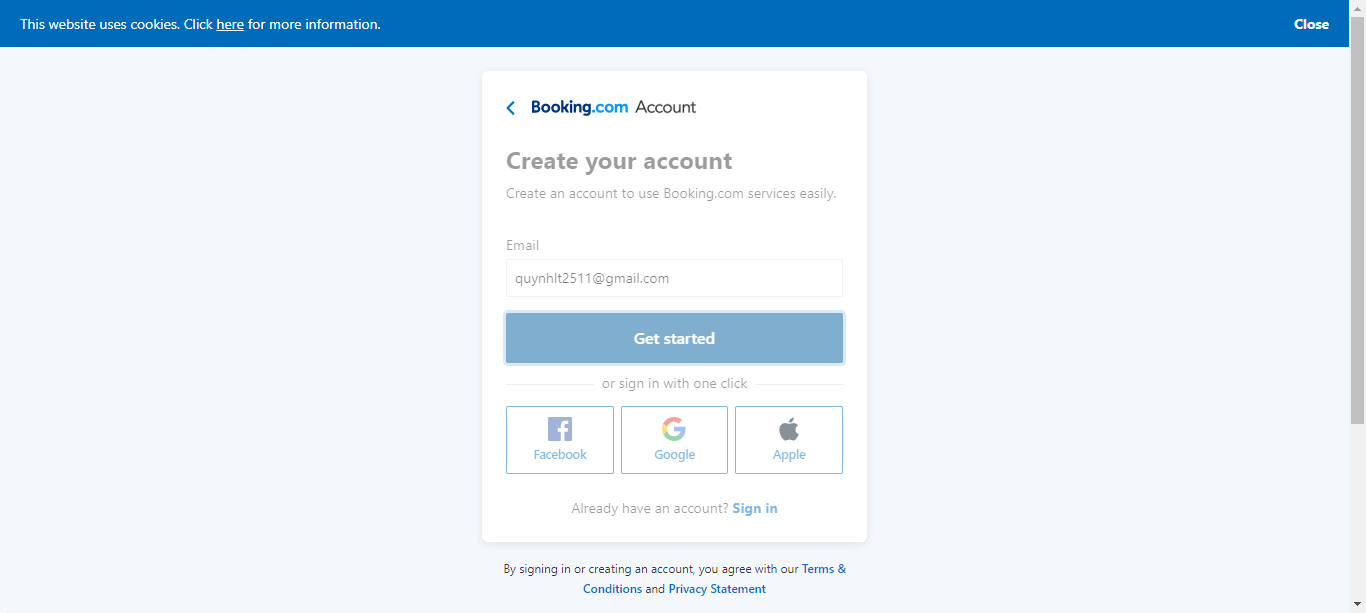 This website uses cookies. Click here for more information.
Close
Booking.com Account
Create your account
Create an account to use Booking.com services easily.
Email
quynhlt2511@gmail.com
Get started
or sign in with one click
Facebook
Google
Apple
Already have an account? Sign in
By signing in or creating an account, you agree with our Terms &
Conditions and Privacy Statement